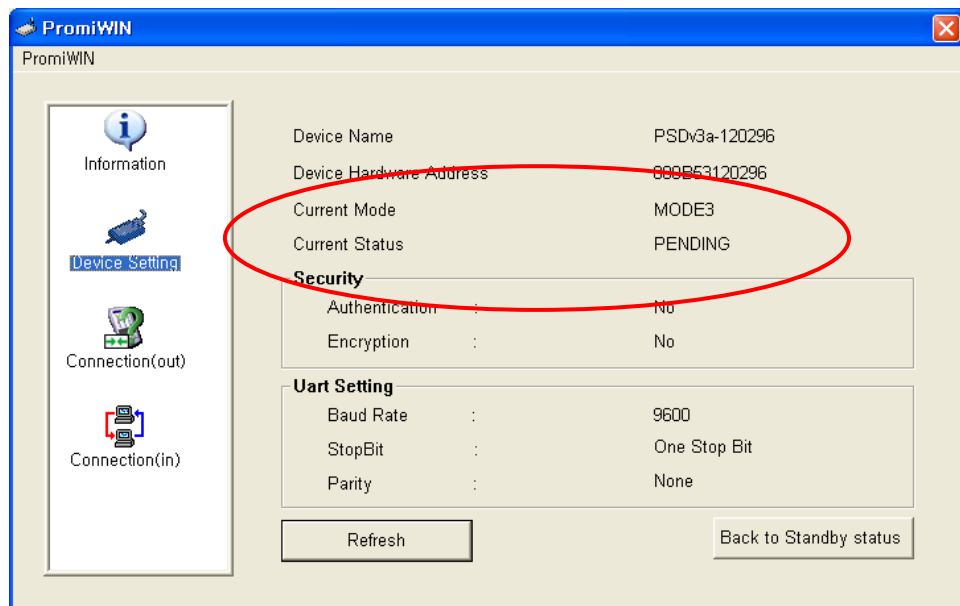 PromiWIN
PromiWIN
Information
Device Setting
Connection(out)
Connection(in)
Device Name PSDv3a-120296
Device Hardware Address 000B53120296
Current Mode MODE3
Current Status PENDING
Security
Authentication : No
Encryption : No
Uart Setting
Baud Rate : 9600
StopBit : One Stop Bit
Parity : None
Refresh
Back to Standby status